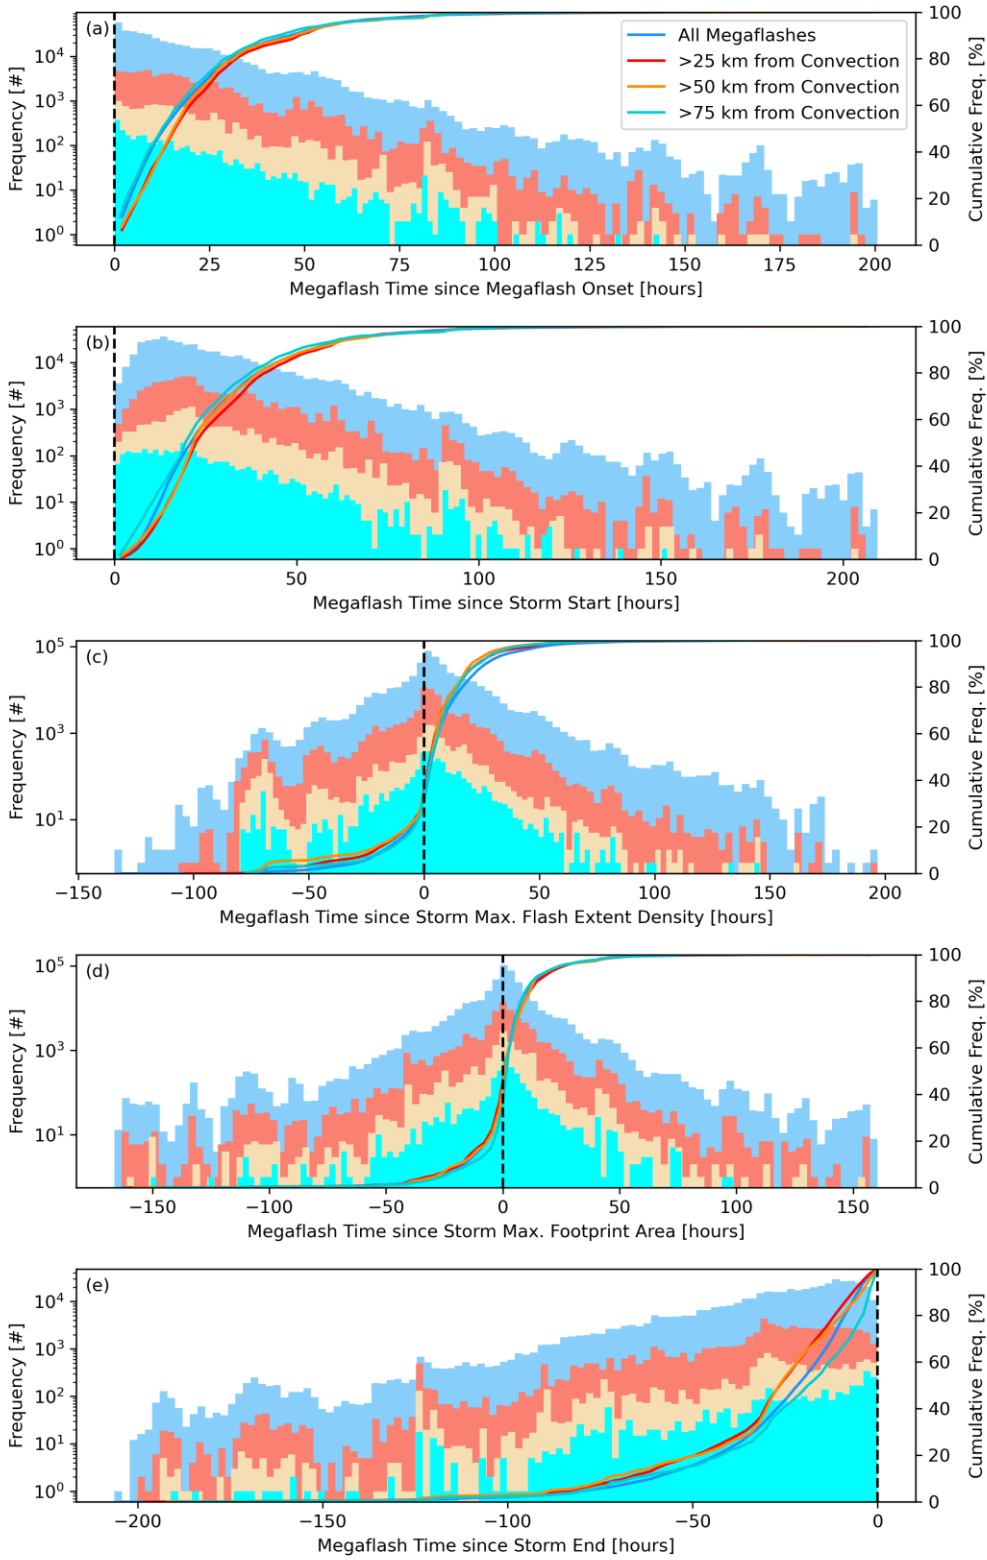 (a)
All Megaflashes
>25 km from Convection
>50 km from Convection
>75 km from Convection
Frequency [#]
10⁴
10³
10²
10¹
10⁰
100
80
60
40
20
0
Cumulative Freq. [%]
0 25 50 75 100 125 150 175 200
Megaflash Time since Megaflash Onset [hours]
(b)
Frequency [#]
10⁴
10³
10²
10¹
10⁰
100
80
60
40
20
0
Cumulative Freq. [%]
0 50 100 150 200
Megaflash Time since Storm Start [hours]
(c)
Frequency [#]
10⁵
10³
10¹
100
80
60
40
20
0
Cumulative Freq. [%]
−150 −100 −50 0 50 100 150 200
Megaflash Time since Storm Max. Flash Extent Density [hours]
(d)
Frequency [#]
10⁵
10³
10¹
100
80
60
40
20
0
Cumulative Freq. [%]
−150 −100 −50 0 50 100 150
Megaflash Time since Storm Max. Footprint Area [hours]
(e)
Frequency [#]
10⁴
10³
10²
10¹
10⁰
100
80
60
40
20
0
Cumulative Freq. [%]
−200 −150 −100 −50 0
Megaflash Time since Storm End [hours]